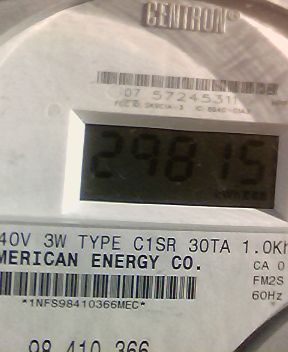 CENTRON®
07 57245311
29815
40V 3W TYPE C1SR 30TA 1.0Kh
MERICAN ENERGY CO.
CA 0
FM2S
60Hz
*1NFS98410366MEC*
98 410 366